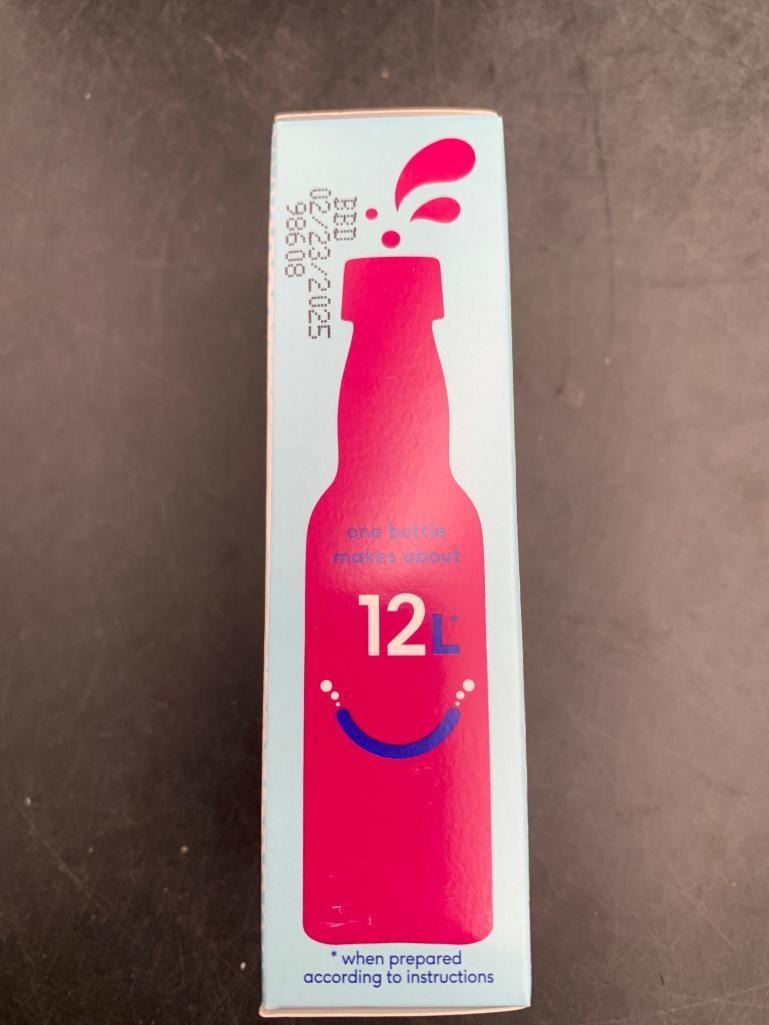 BBD
02/23/2025
98608
one bottle
makes about
12L*
* when prepared
according to instructions